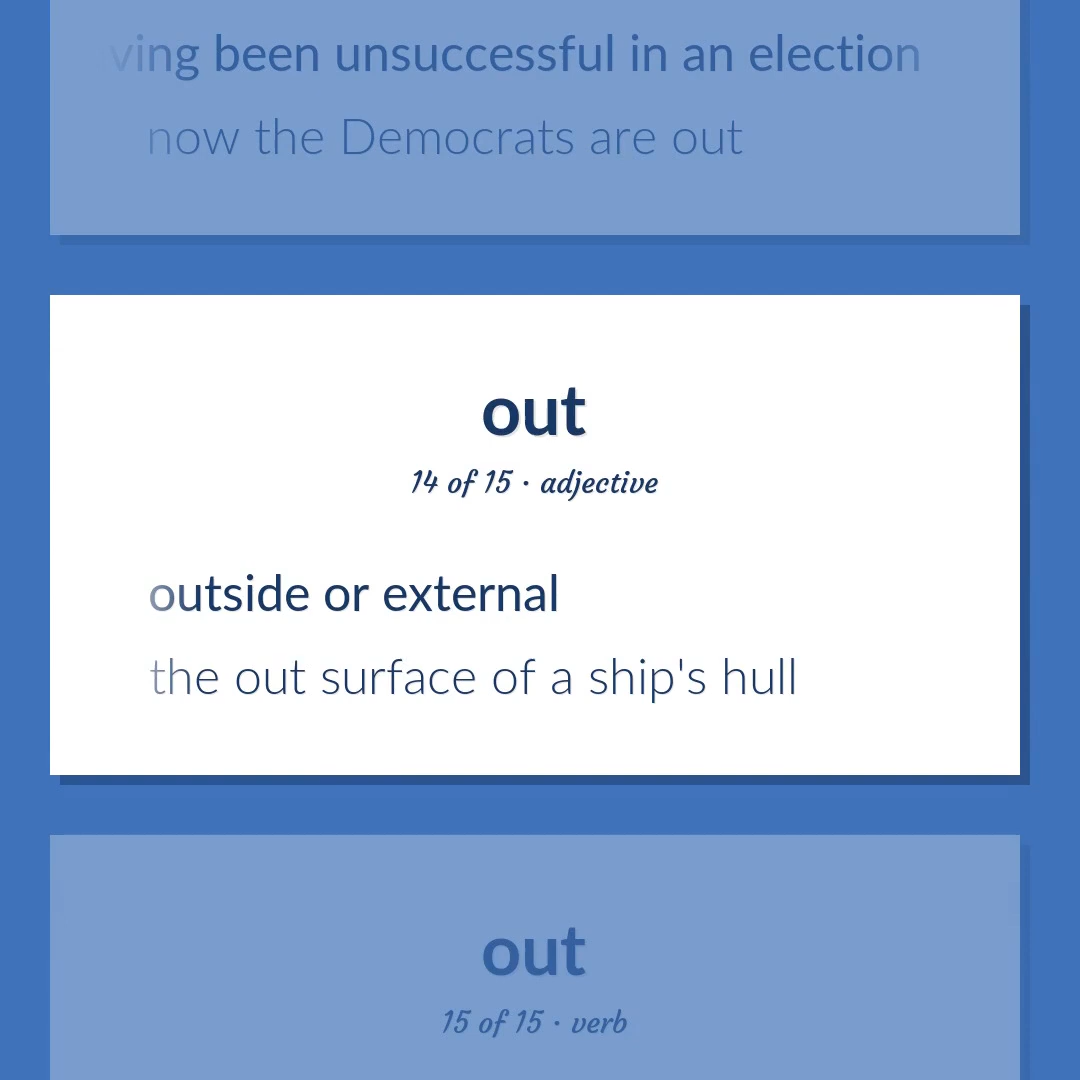 ving been unsuccessful in an election
now the Democrats are out
out
14 of 15 · adjective
outside or external
the out surface of a ship's hull
out
15 of 15 · verb